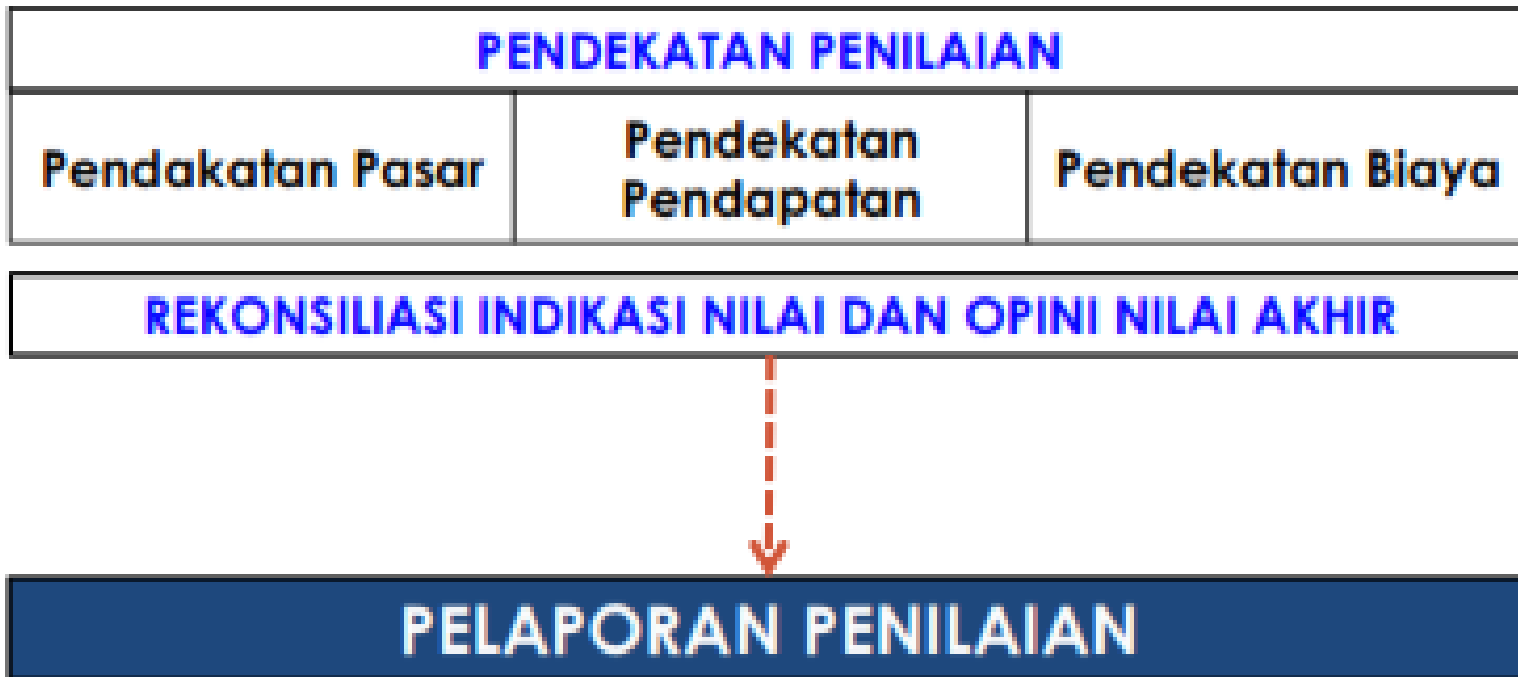 PENDEKATAN PENILAIAN
Pendakatan Pasar
Pendekatan
Pendapatan
Pendekatan Biaya
REKONSILIASI INDIKASI NILAI DAN OPINI NILAI AKHIR
PELAPORAN PENILAIAN